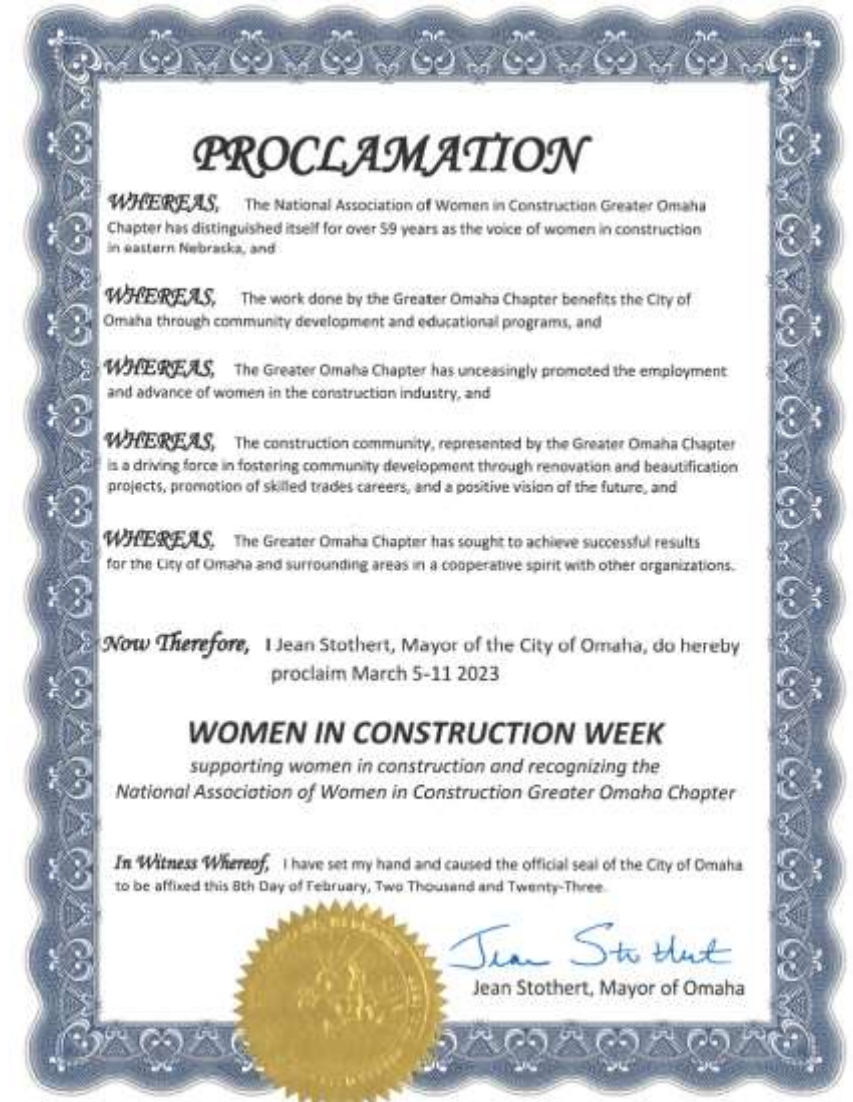 PROCLAMATION
WHEREAS, The National Association of Women in Construction Greater Omaha
Chapter has distinguished itself for over 59 years as the voice of women in construction
in eastern Nebraska, and
WHEREAS, The work done by the Greater Omaha Chapter benefits the City of
Omaha through community development and educational programs, and
WHEREAS, The Greater Omaha Chapter has unceasingly promoted the employment
and advance of women in the construction industry, and
WHEREAS, The construction community, represented by the Greater Omaha Chapter
is a driving force in fostering community development through renovation and beautification
projects, promotion of skilled trades careers, and a positive vision of the future, and
WHEREAS, The Greater Omaha Chapter has sought to achieve successful results
for the City of Omaha and surrounding areas in a cooperative spirit with other organizations.
Now Therefore, I Jean Stothert, Mayor of the City of Omaha, do hereby
proclaim March 5-11 2023
WOMEN IN CONSTRUCTION WEEK
supporting women in construction and recognizing the
National Association of Women in Construction Greater Omaha Chapter
In Witness Whereof, I have set my hand and caused the official seal of the City of Omaha
to be affixed this 8th Day of February, Two Thousand and Twenty-Three.
Jean Stothert
Jean Stothert, Mayor of Omaha